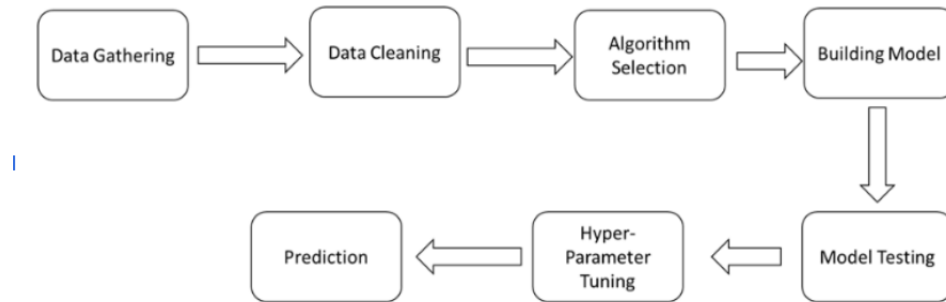 Data Gathering
Data Cleaning
Algorithm
Selection
Building Model
Model Testing
Hyper-
Parameter
Tuning
Prediction